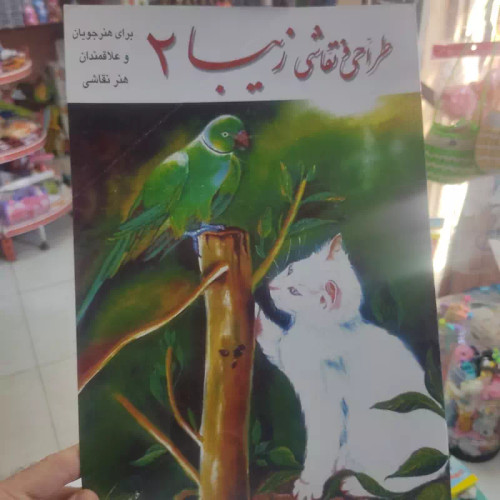 طراحی و نقاشی زیبا ۲
برای هنرجویان
و علاقمندان
هنر نقاشی